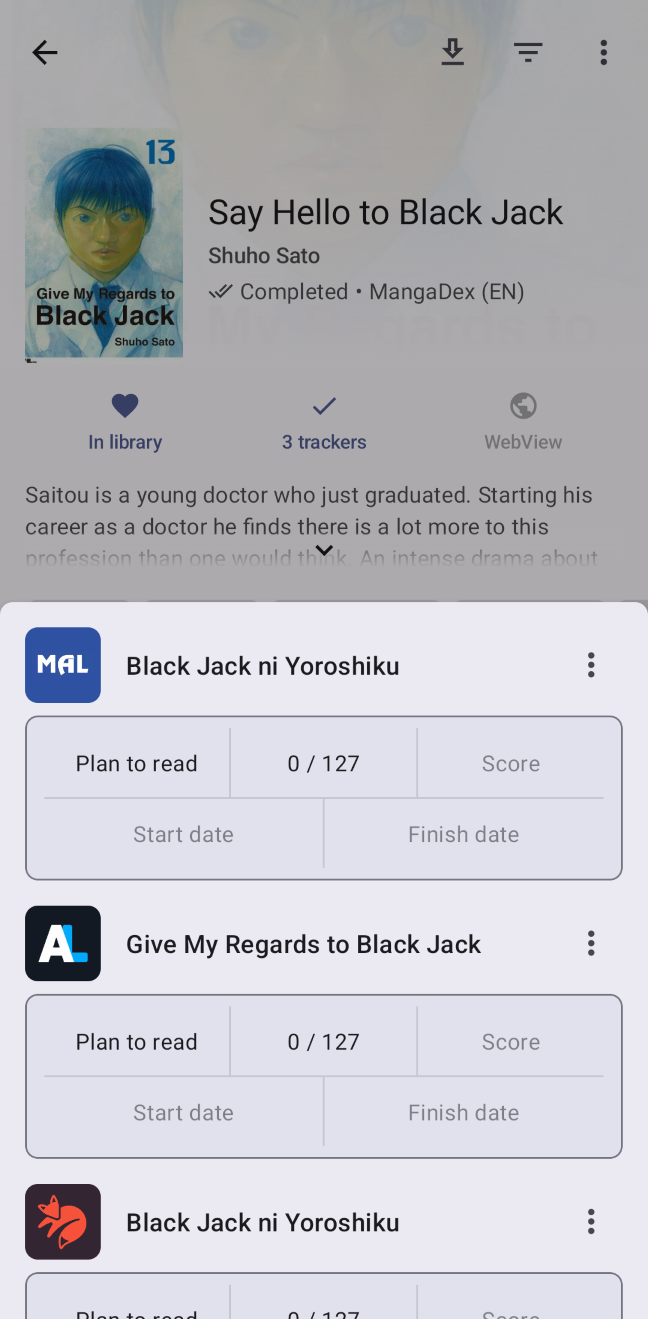 13
Give My Regards to
Black Jack
Shuho Sato
Say Hello to Black Jack
Shuho Sato
Completed • MangaDex (EN)
My Regards to
In library
3 trackers
WebView
Saitou is a young doctor who just graduated. Starting his
career as a doctor he finds there is a lot more to this
profession than one would think. An intense drama about
MAL
Black Jack ni Yoroshiku
Plan to read
0 / 127
Score
Start date
Finish date
AL
Give My Regards to Black Jack
Plan to read
0 / 127
Score
Start date
Finish date
Black Jack ni Yoroshiku
Plan to read
0 / 127
Score